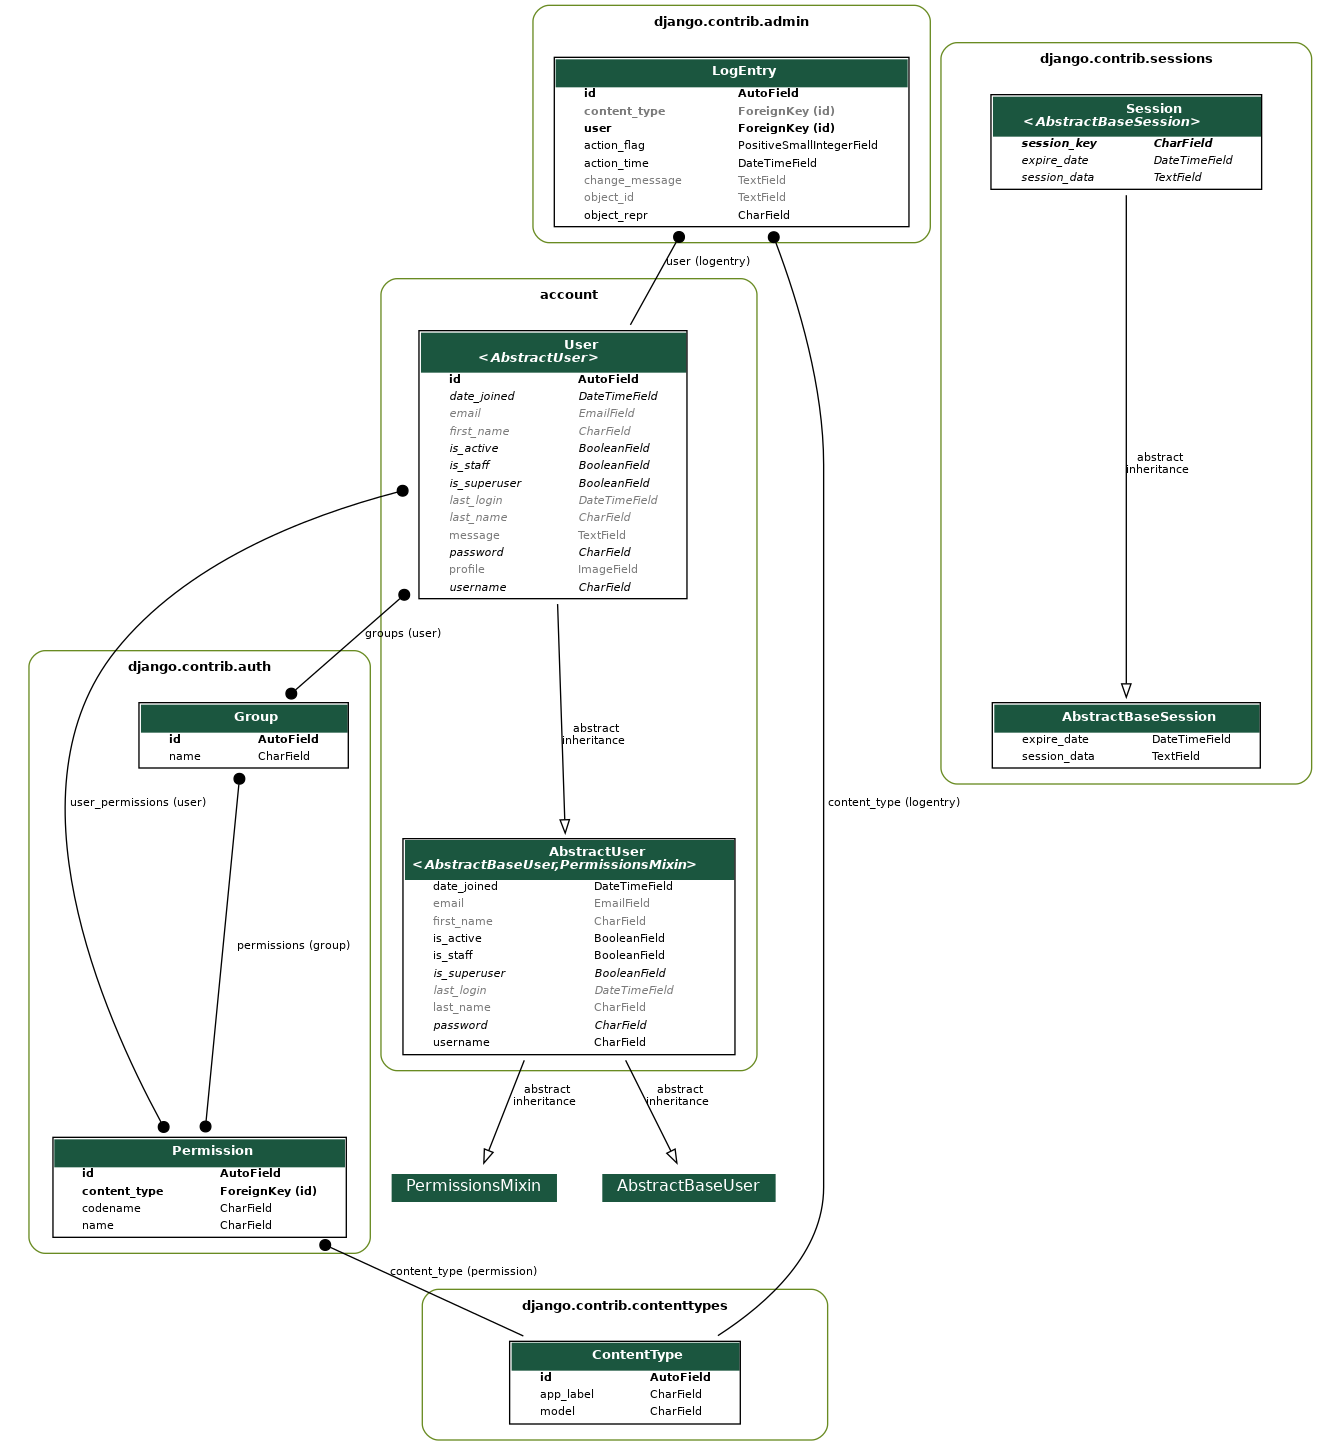 django.contrib.admin
LogEntry
id AutoField
content_type ForeignKey (id)
user ForeignKey (id)
action_flag PositiveSmallIntegerField
action_time DateTimeField
change_message TextField
object_id TextField
object_repr CharField
django.contrib.sessions
Session
<AbstractBaseSession>
session_key CharField
expire_date DateTimeField
session_data TextField
user (logentry)
account
User
<AbstractUser>
id AutoField
date_joined DateTimeField
email EmailField
first_name CharField
is_active BooleanField
is_staff BooleanField
is_superuser BooleanField
last_login DateTimeField
last_name CharField
message TextField
password CharField
profile ImageField
username CharField
abstract
inheritance
groups (user)
django.contrib.auth
Group
id AutoField
name CharField
abstract
inheritance
AbstractBaseSession
expire_date DateTimeField
session_data TextField
user_permissions (user)
content_type (logentry)
AbstractUser
<AbstractBaseUser,PermissionsMixin>
date_joined DateTimeField
email EmailField
first_name CharField
is_active BooleanField
is_staff BooleanField
is_superuser BooleanField
last_login DateTimeField
last_name CharField
password CharField
username CharField
permissions (group)
abstract
inheritance
abstract
inheritance
Permission
id AutoField
content_type ForeignKey (id)
codename CharField
name CharField
PermissionsMixin
AbstractBaseUser
content_type (permission)
django.contrib.contenttypes
ContentType
id AutoField
app_label CharField
model CharField